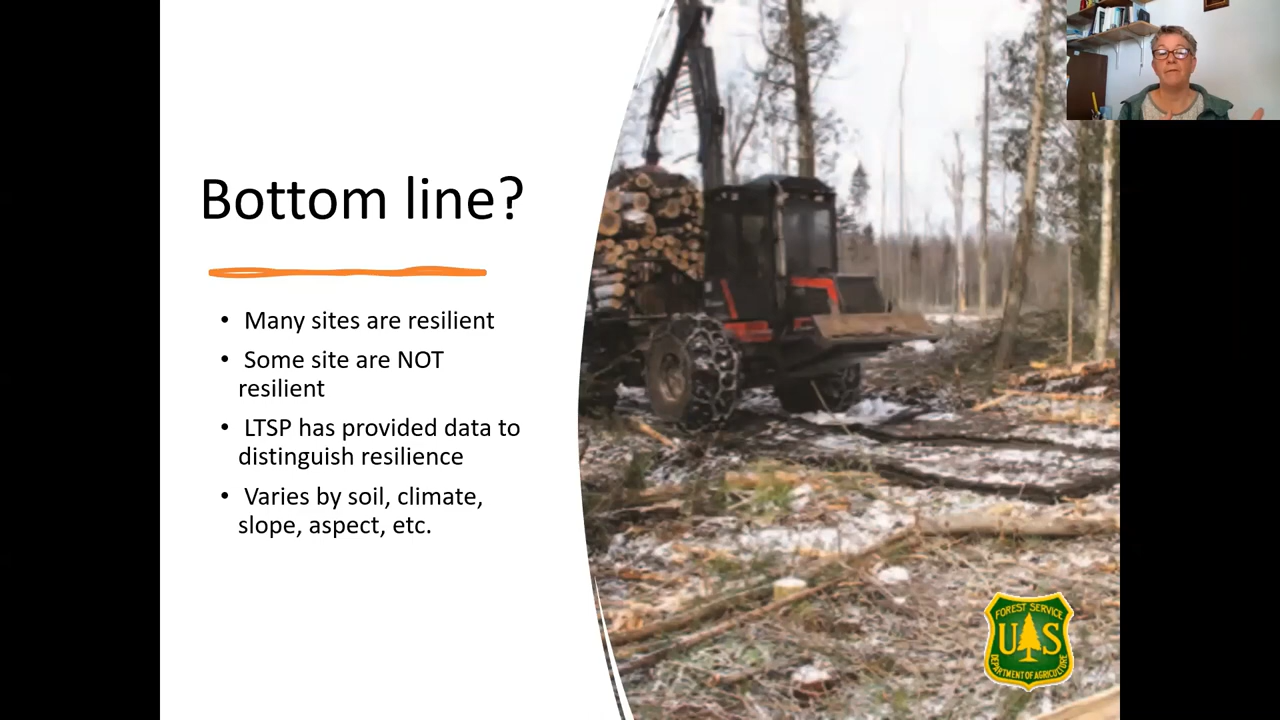 Bottom line?
• Many sites are resilient
• Some site are NOT
resilient
• LTSP has provided data to
distinguish resilience
• Varies by soil, climate,
slope, aspect, etc.
FOREST SERVICE
U S
DEPARTMENT OF AGRICULTURE